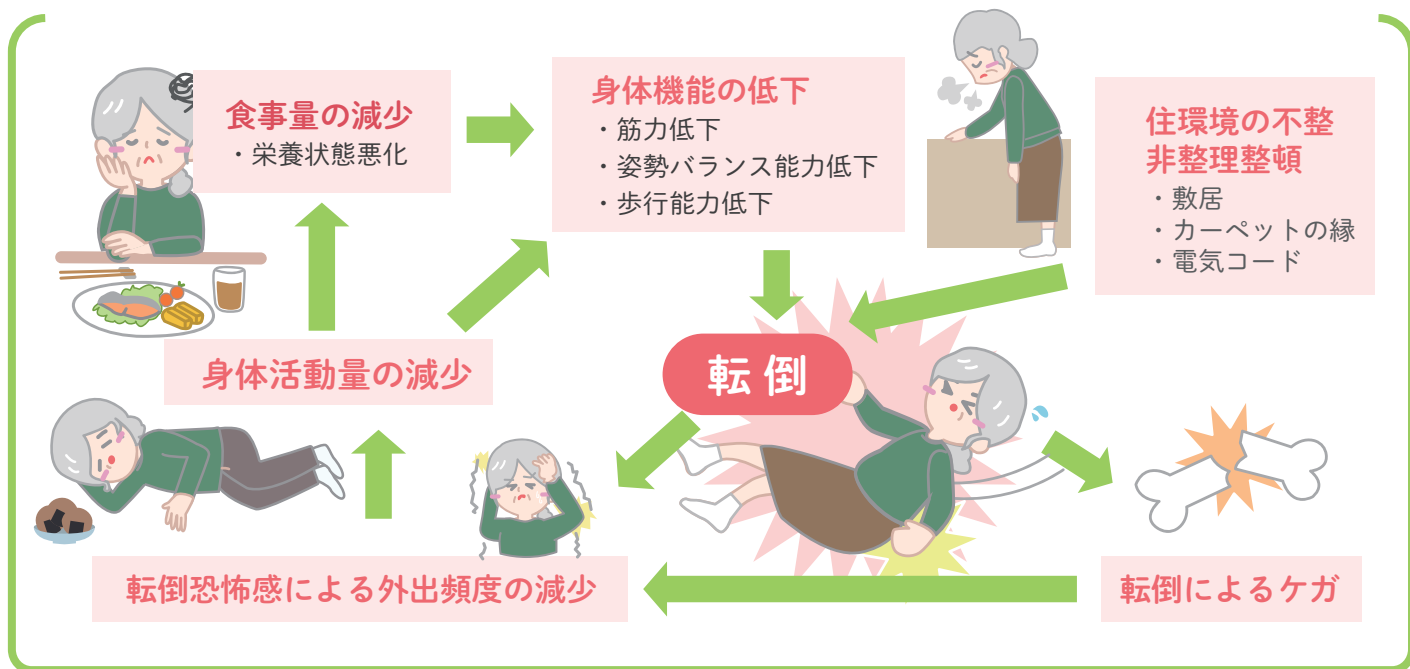 食事量の減少
・栄養状態悪化
身体機能の低下
・筋力低下
・姿勢バランス能力低下
・歩行能力低下
住環境の不整
非整理整頓
・敷居
・カーペットの縁
・電気コード
身体活動量の減少
転倒
転倒恐怖感による外出頻度の減少
転倒によるケガ